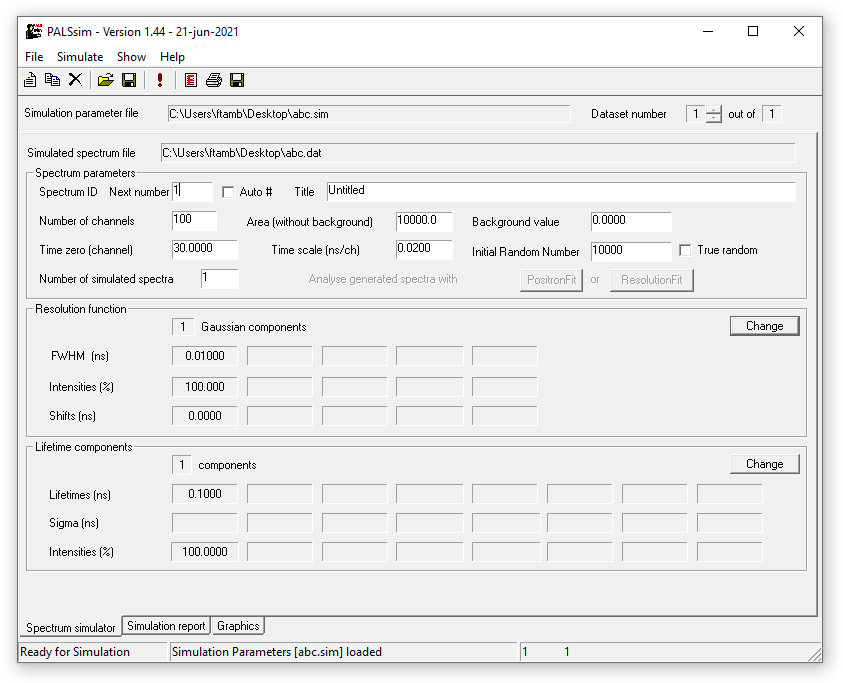 PALSsim - Version 1.44 - 21-jun-2021
File Simulate Show Help
Simulation parameter file C:\Users\ftamb\Desktop\abc.sim Dataset number 1 out of 1
Simulated spectrum file C:\Users\ftamb\Desktop\abc.dat
Spectrum parameters
Spectrum ID Next number 1 Auto # Title Untitled
Number of channels 100 Area (without background) 10000.0 Background value 0.0000
Time zero (channel) 30.0000 Time scale (ns/ch) 0.0200 Initial Random Number 10000 True random
Number of simulated spectra 1 Analyse generated spectra with PositronFit or ResolutionFit
Resolution function
1 Gaussian components Change
FWHM (ns) 0.01000
Intensities (%) 100.000
Shifts (ns) 0.0000
Lifetime components
1 components Change
Lifetimes (ns) 0.1000
Sigma (ns)
Intensities (%) 100.0000
Spectrum simulator Simulation report Graphics
Ready for Simulation Simulation Parameters [abc.sim] loaded 1 1